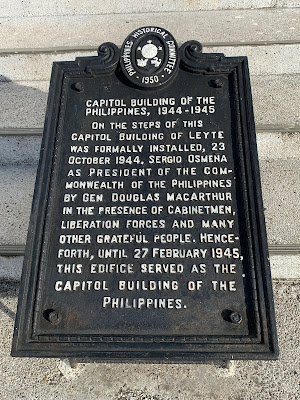 PHILIPPINES HISTORICAL COMMITTEE
1950
CAPITOL BUILDING OF THE
PHILIPPINES, 1944-1945
ON THE STEPS OF THIS
CAPITOL BUILDING OF LEYTE
WAS FORMALLY INSTALLED, 23
OCTOBER 1944, SERGIO OSMEÑA
AS PRESIDENT OF THE COM-
MONWEALTH OF THE PHILIPPINES
BY GEN DOUGLAS MACARTHUR
IN THE PRESENCE OF CABINETMEN,
LIBERATION FORCES AND MANY
OTHER GRATEFUL PEOPLE. HENCE-
FORTH, UNTIL 27 FEBRUARY 1945,
THIS EDIFICE SERVED AS THE
CAPITOL BUILDING OF THE
PHILIPPINES.